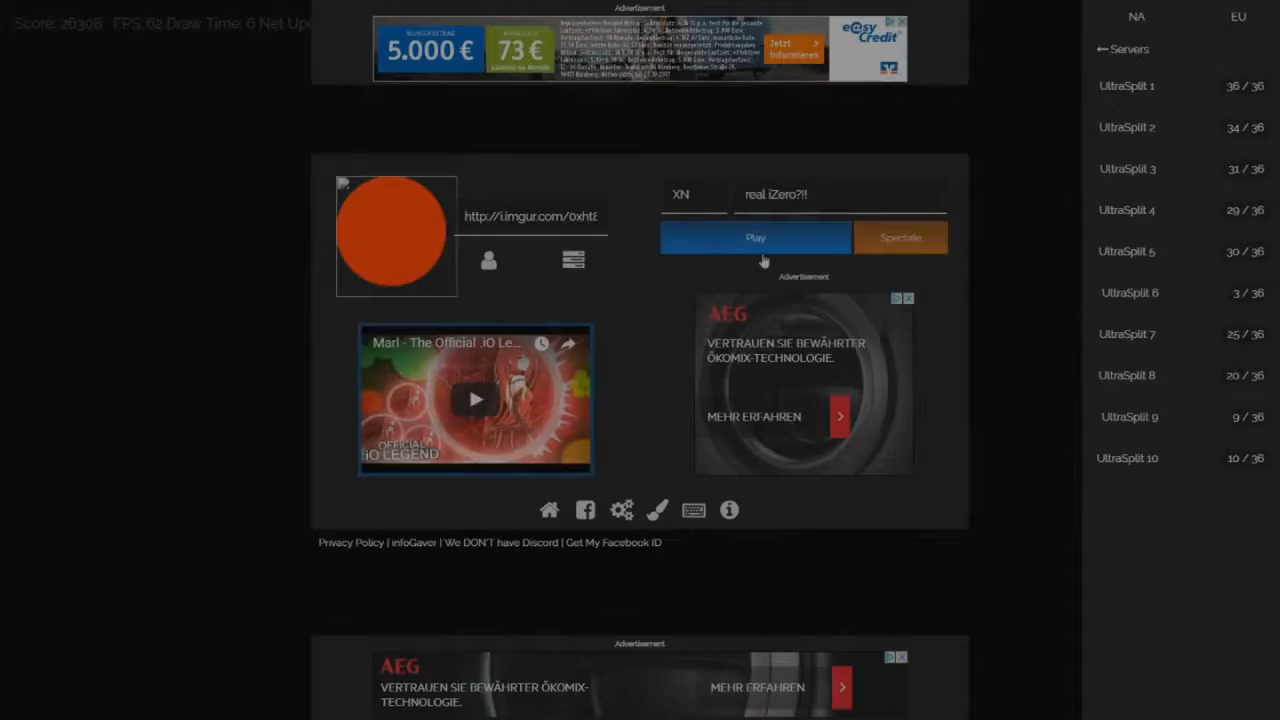 Score: 26308 FPS: 62 Draw Time: 6 Net Up
Advertisement
5.000 €
73 €
Jetzt
informieren
easy
Credit
NA
EU
Servers
UltraSplit 1 36 / 36
UltraSplit 2 34 / 36
UltraSplit 3 31 / 36
UltraSplit 4 29 / 36
UltraSplit 5 30 / 36
UltraSplit 6 3 / 36
UltraSplit 7 25 / 36
UltraSplit 8 20 / 36
UltraSplit 9 9 / 36
UltraSplit 10 10 / 36
http://i.imgur.com/0xht8
XN
real iZero?!!
Play
Spectate
Advertisement
AEG
VERTRAUEN SIE BEWÄHRTER
ÖKOMIX-TECHNOLOGIE.
MEHR ERFAHREN
Marl - The Official .iO Le...
OFFICIAL
iO LEGEND
Privacy Policy | infoGaver | We DON'T have Discord | Get My Facebook ID
Advertisement
AEG
VERTRAUEN SIE BEWÄHRTER ÖKOMIX-
TECHNOLOGIE.
MEHR ERFAHREN